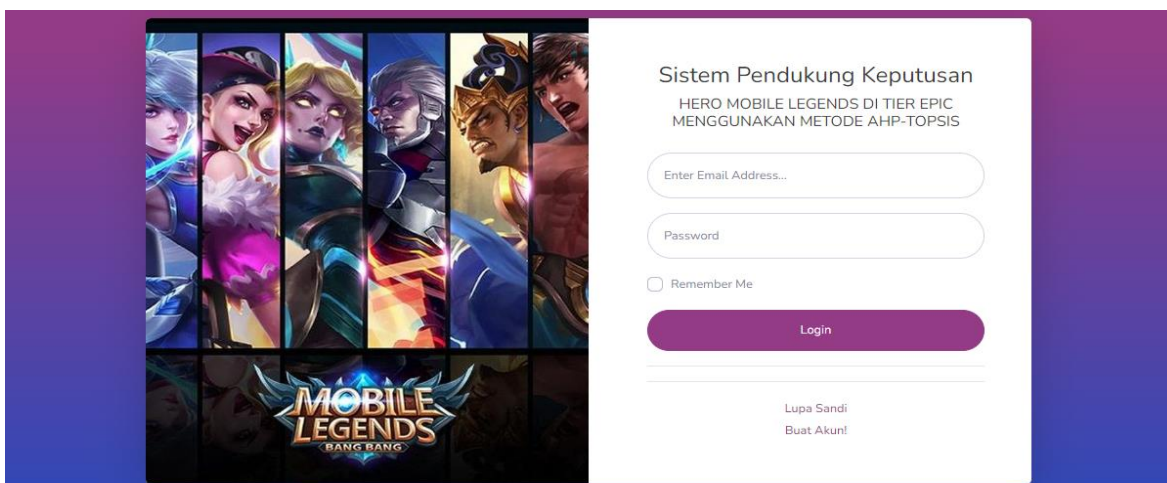 MOBILE
LEGENDS
BANG BANG
Sistem Pendukung Keputusan
HERO MOBILE LEGENDS DI TIER EPIC
MENGGUNAKAN METODE AHP-TOPSIS
Enter Email Address...
Password
Remember Me
Login
Lupa Sandi
Buat Akun!